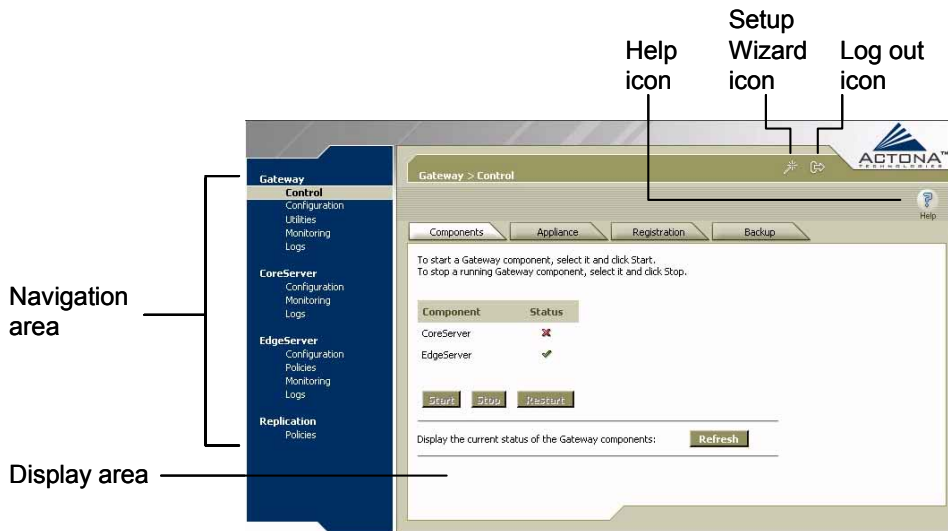 Help
icon
Setup
Wizard
icon
Log out
icon
Navigation
area
Display area
ACTONA™
TECHNOLOGIES
Gateway > Control
Help
Gateway
Control
Configuration
Utilities
Monitoring
Logs
CoreServer
Configuration
Monitoring
Logs
EdgeServer
Configuration
Policies
Monitoring
Logs
Replication
Policies
Components Appliance Registration Backup
To start a Gateway component, select it and click Start.
To stop a running Gateway component, select it and click Stop.
Component Status
CoreServer
EdgeServer
Start Stop Restart
Display the current status of the Gateway components: Refresh